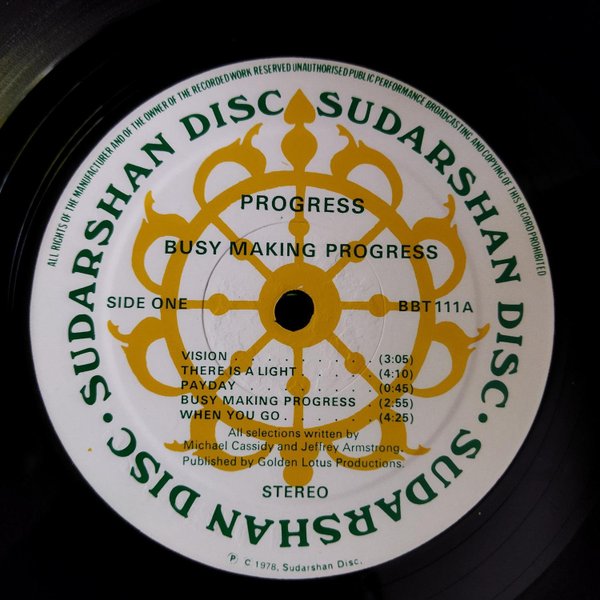 ALL RIGHTS OF THE MANUFACTURER AND OF THE OWNER OF THE RECORDED WORK RESERVED UNAUTHORISED PUBLIC PERFORMANCE BROADCASTING AND COPYING OF THIS RECORD PROHIBITED
SUDARSHAN DISC SUDARSHAN DISC · SUDARSHAN DISC ·
PROGRESS
BUSY MAKING PROGRESS
SIDE ONE BBT 111A
VISION . . . . . . . . . . . (3:05)
THERE IS A LIGHT . . . . . . (4:10)
PAYDAY . . . . . . . . . . . (0:45)
BUSY MAKING PROGRESS . . (2:55)
WHEN YOU GO . . . . . . . . (4:25)
All selections written by
Michael Cassidy and Jeffrey Armstrong.
Published by Golden Lotus Productions.
STEREO
℗ C 1978, Sudarshan Disc.